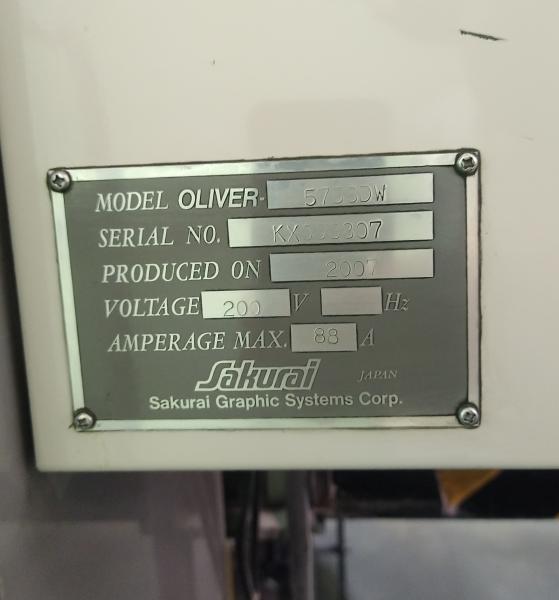 MODEL OLIVER-
SERIAL NO.
PRODUCED ON 2007
VOLTAGE 200 V Hz
AMPERAGE MAX. 88 A
Sakurai JAPAN
Sakurai Graphic Systems Corp.